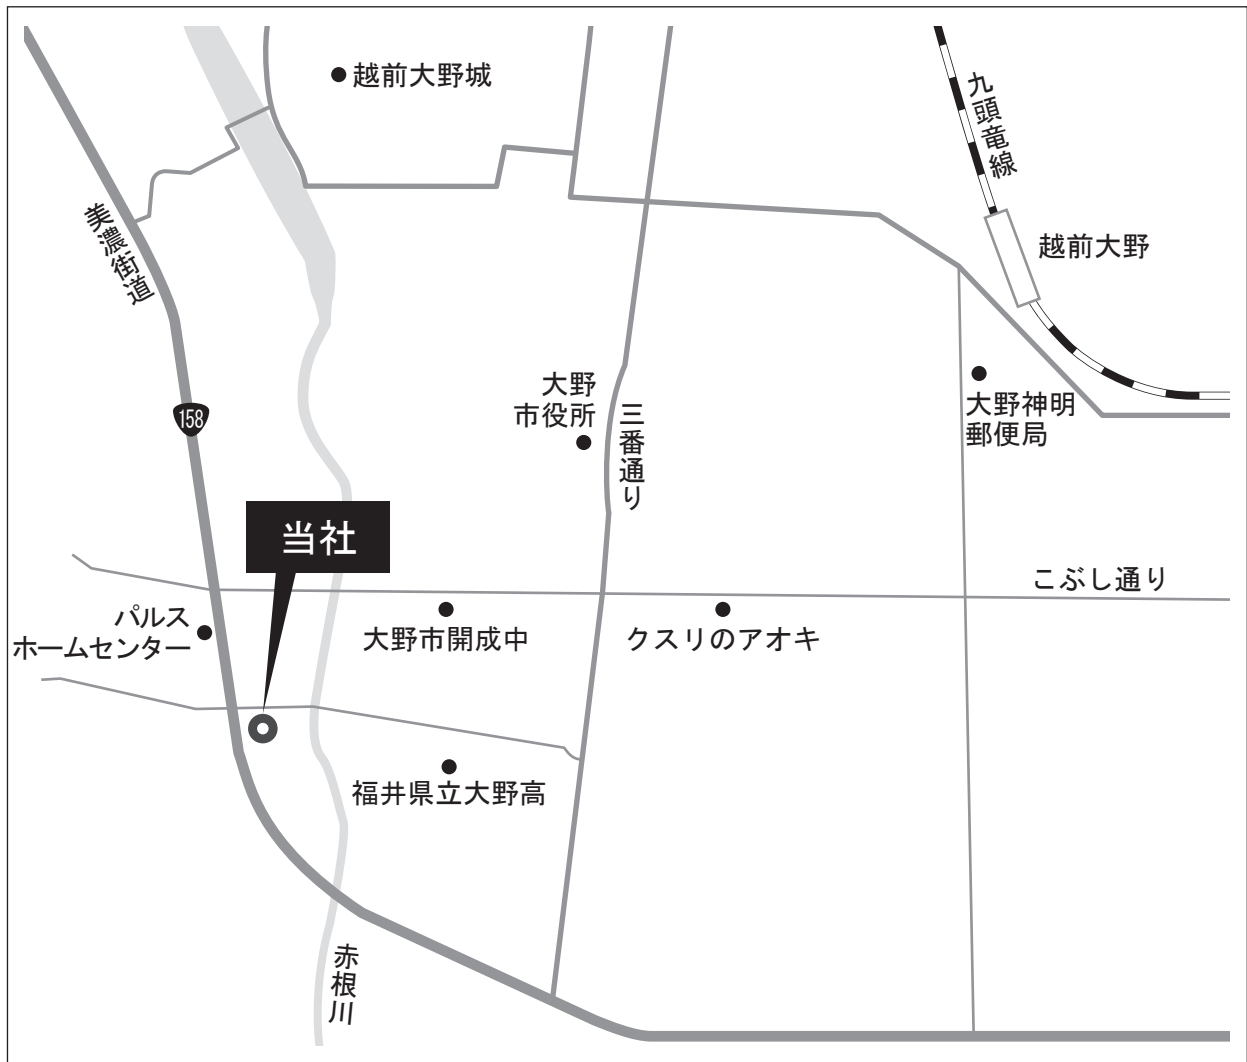 越前大野城
九頭竜線
美濃街道
越前大野
大野
市役所
三番通り
大野神明
郵便局
158
当社
こぶし通り
パルス
ホームセンター
大野市開成中
クスリのアオキ
福井県立大野高
赤根川